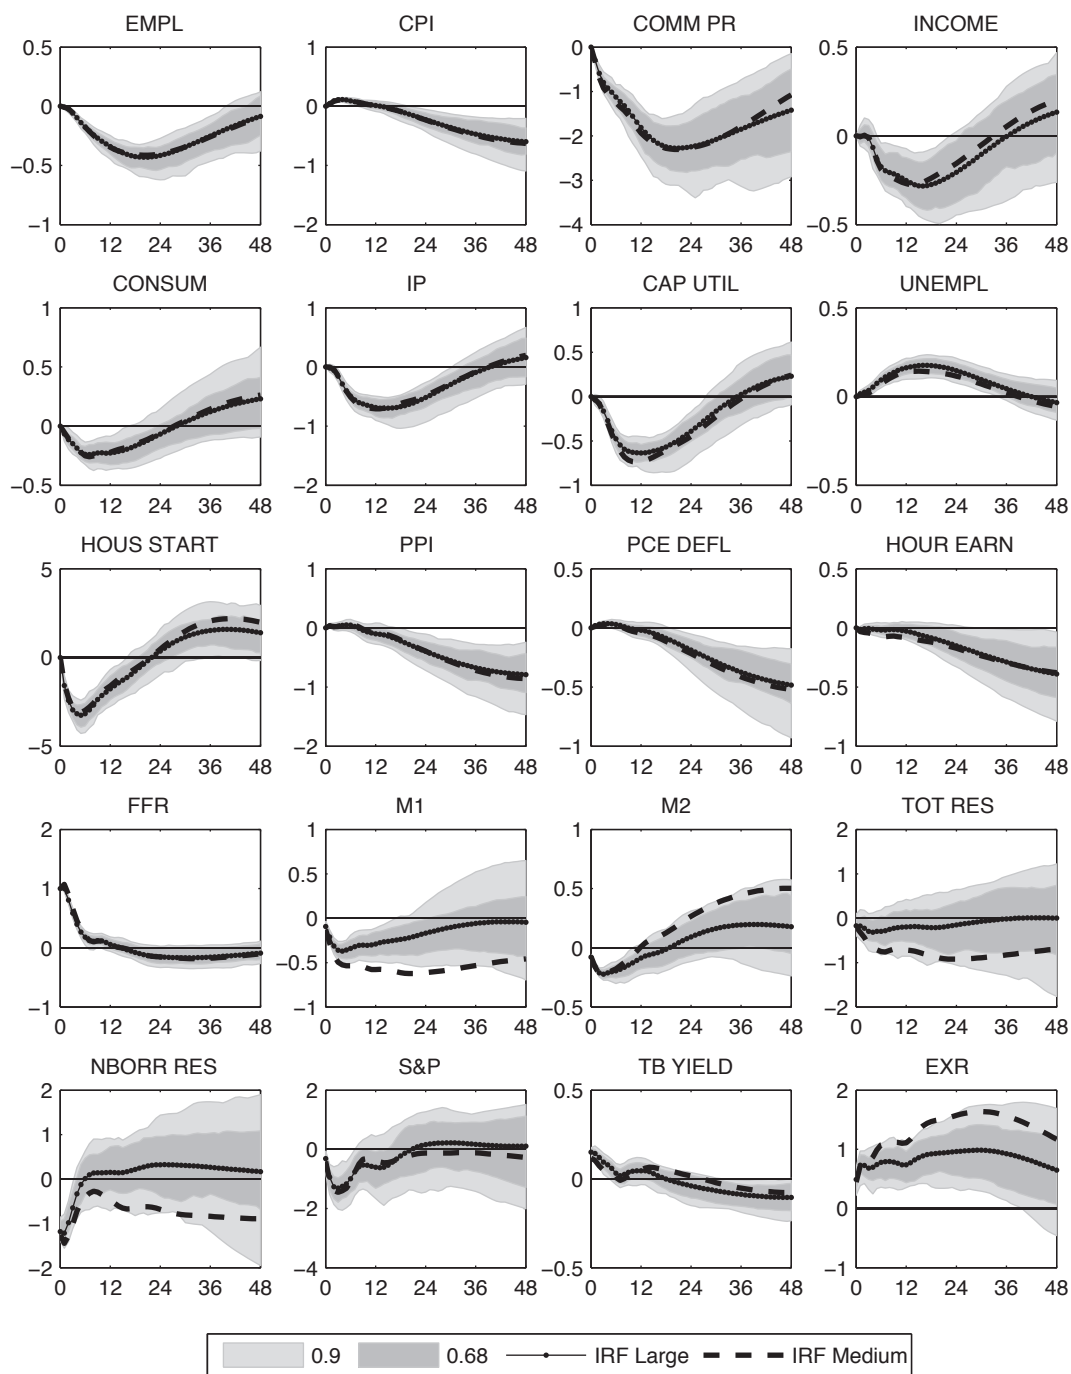 EMPL
0.5
0
−0.5
−1
0 12 24 36 48
CPI
1
0
−1
−2
0 12 24 36 48
COMM PR
0
−1
−2
−3
−4
0 12 24 36 48
INCOME
0.5
0
−0.5
0 12 24 36 48
CONSUM
1
0.5
0
−0.5
0 12 24 36 48
IP
1
0
−1
−2
0 12 24 36 48
CAP UTIL
1
0.5
0
−0.5
−1
0 12 24 36 48
UNEMPL
0.5
0
−0.5
0 12 24 36 48
HOUS START
5
0
−5
0 12 24 36 48
PPI
1
0
−1
−2
0 12 24 36 48
PCE DEFL
0.5
0
−0.5
−1
0 12 24 36 48
HOUR EARN
0.5
0
−0.5
−1
0 12 24 36 48
FFR
2
1
0
−1
0 12 24 36 48
M1
1
0.5
0
−0.5
−1
0 12 24 36 48
M2
1
0.5
0
−0.5
0 12 24 36 48
TOT RES
2
1
0
−1
−2
0 12 24 36 48
NBORR RES
2
1
0
−1
−2
0 12 24 36 48
S&P
2
0
−2
−4
0 12 24 36 48
TB YIELD
0.5
0
−0.5
0 12 24 36 48
EXR
2
1
0
−1
0 12 24 36 48
0.9 0.68 IRF Large IRF Medium